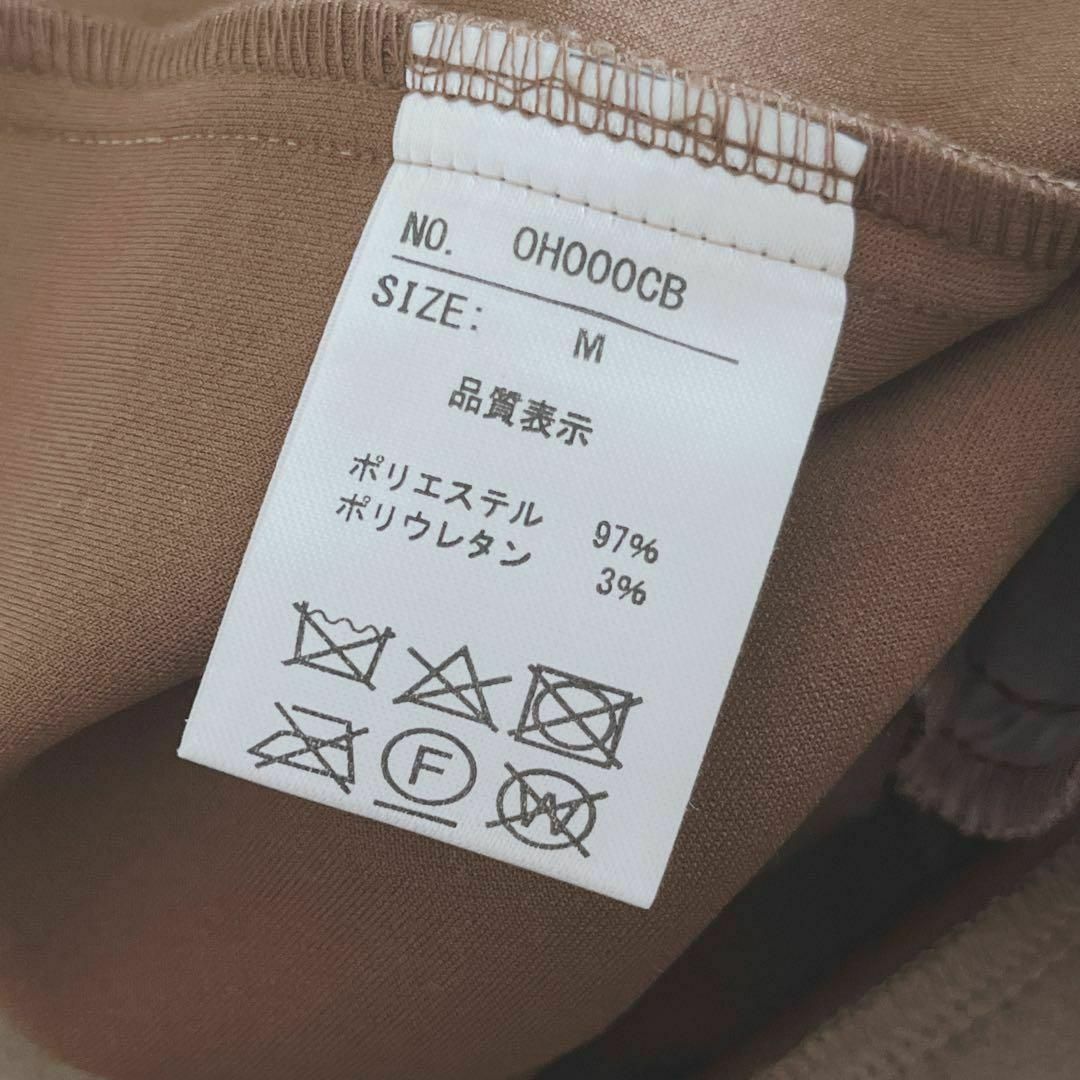 NO. 0H000CB
SIZE: M
品質表示
ポリエステル 97%
ポリウレタン 3%
F
W